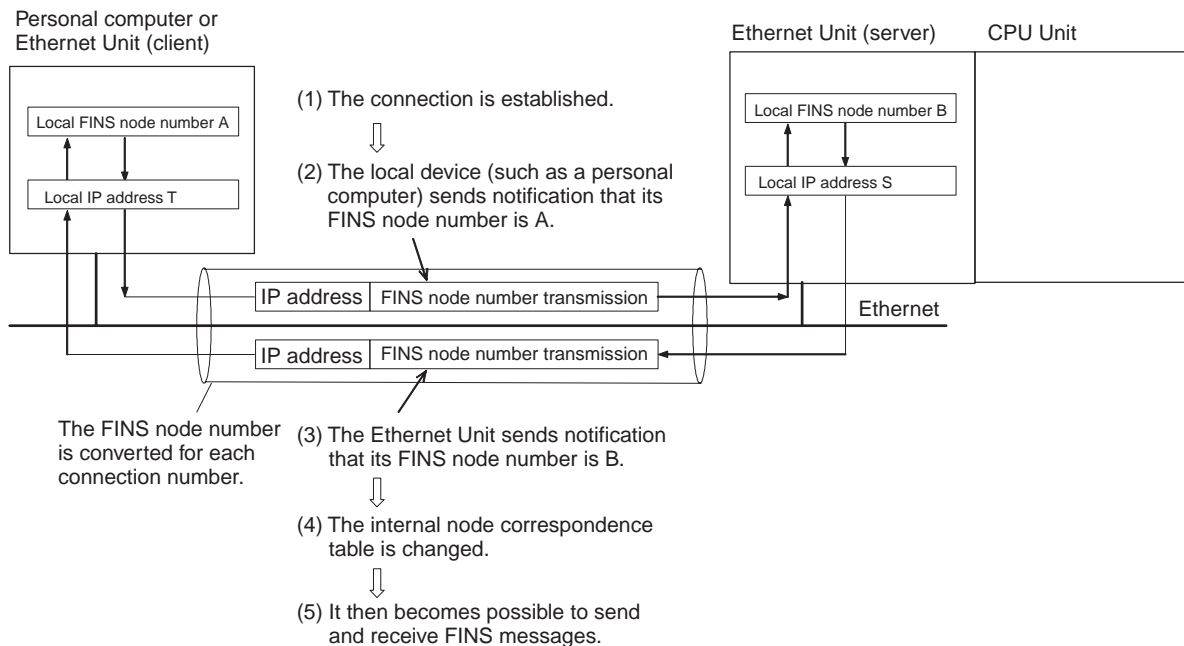 Personal computer or
Ethernet Unit (client)
Ethernet Unit (server)
CPU Unit
Local FINS node number A
Local IP address T
Local FINS node number B
Local IP address S
(1) The connection is established.
(2) The local device (such as a personal
computer) sends notification that its
FINS node number is A.
IP address
FINS node number transmission
Ethernet
IP address
FINS node number transmission
The FINS node number
is converted for each
connection number.
(3) The Ethernet Unit sends notification
that its FINS node number is B.
(4) The internal node correspondence
table is changed.
(5) It then becomes possible to send
and receive FINS messages.